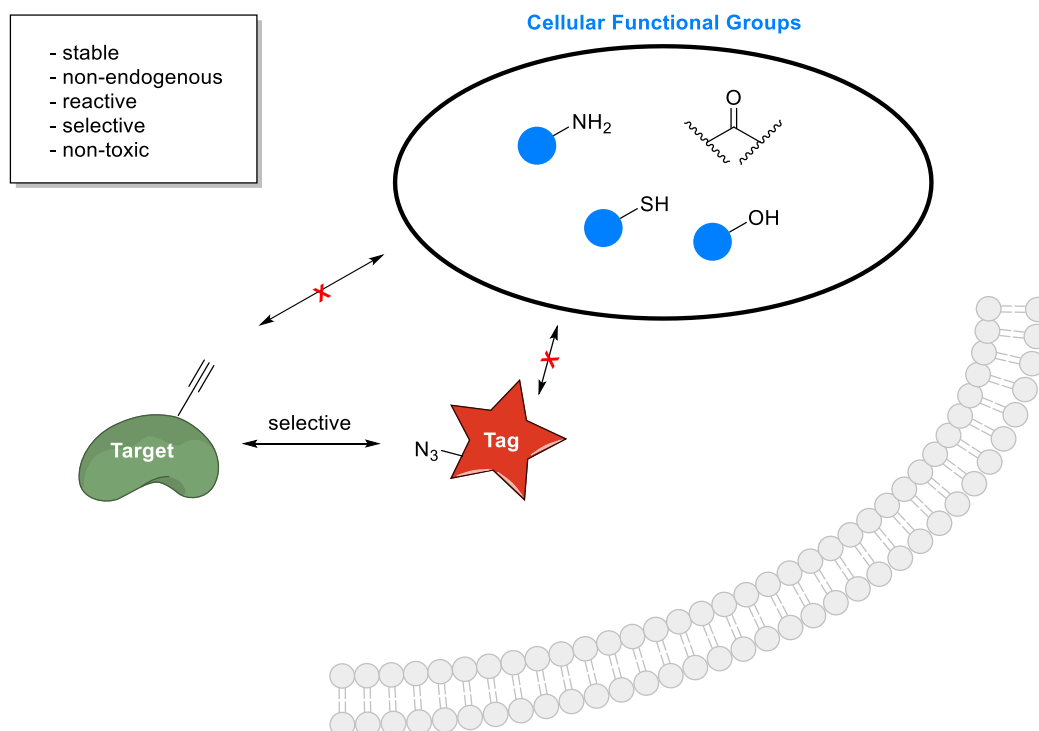 Cellular Functional Groups
- stable
- non-endogenous
- reactive
- selective
- non-toxic
O
NH₂
SH
OH
selective
Target
Tag
N₃